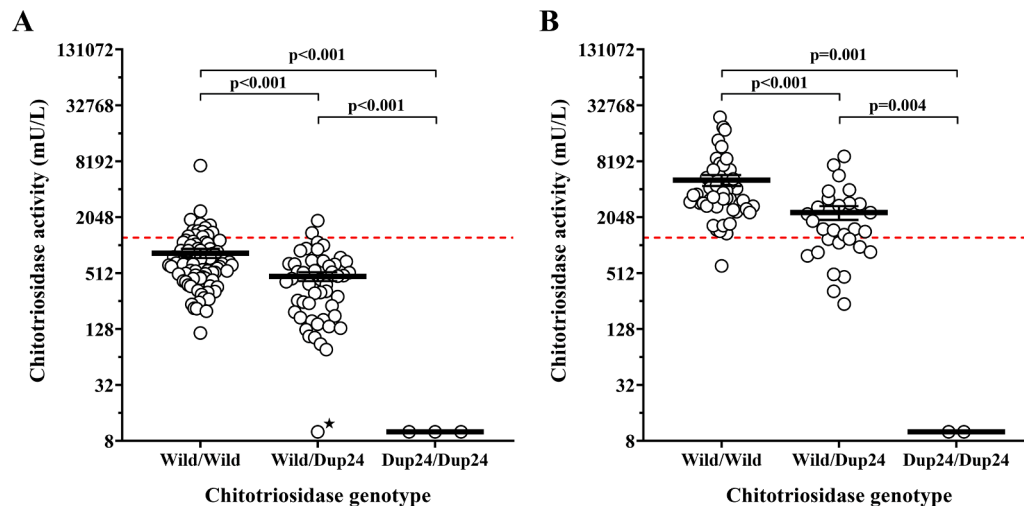 A
131072
32768
8192
2048
512
128
32
8
Chitotriosidase activity (mU/L)
p<0.001
p<0.001
p<0.001
Wild/Wild
Wild/Dup24
Dup24/Dup24
Chitotriosidase genotype
B
131072
32768
8192
2048
512
128
32
8
Chitotriosidase activity (mU/L)
p=0.001
p<0.001
p=0.004
Wild/Wild
Wild/Dup24
Dup24/Dup24
Chitotriosidase genotype